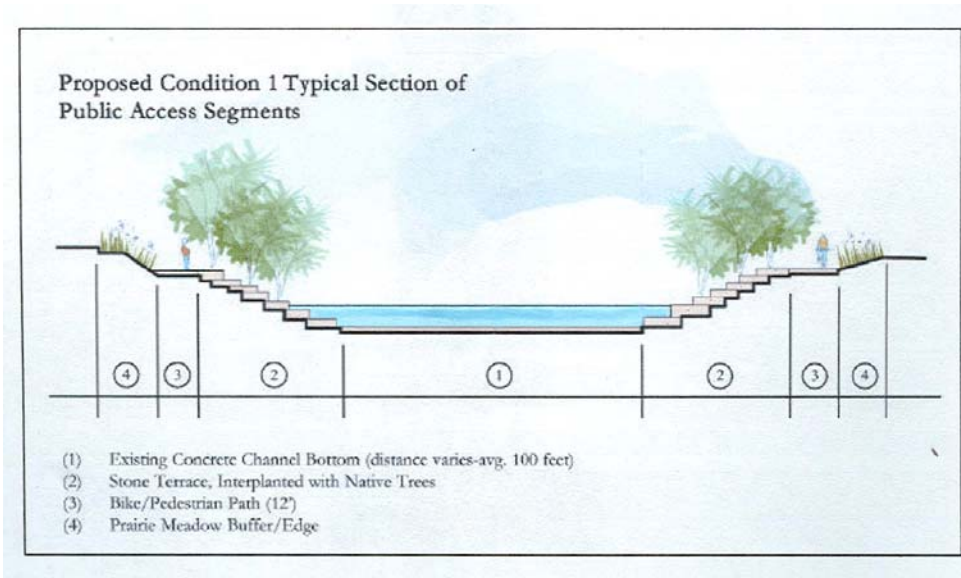 Proposed Condition 1 Typical Section of
Public Access Segments
4 3 2 1 2 3 4
(1) Existing Concrete Channel Bottom (distance varies-avg. 100 feet)
(2) Stone Terrace, Interplanted with Native Trees
(3) Bike/Pedestrian Path (12')
(4) Prairie Meadow Buffer/Edge